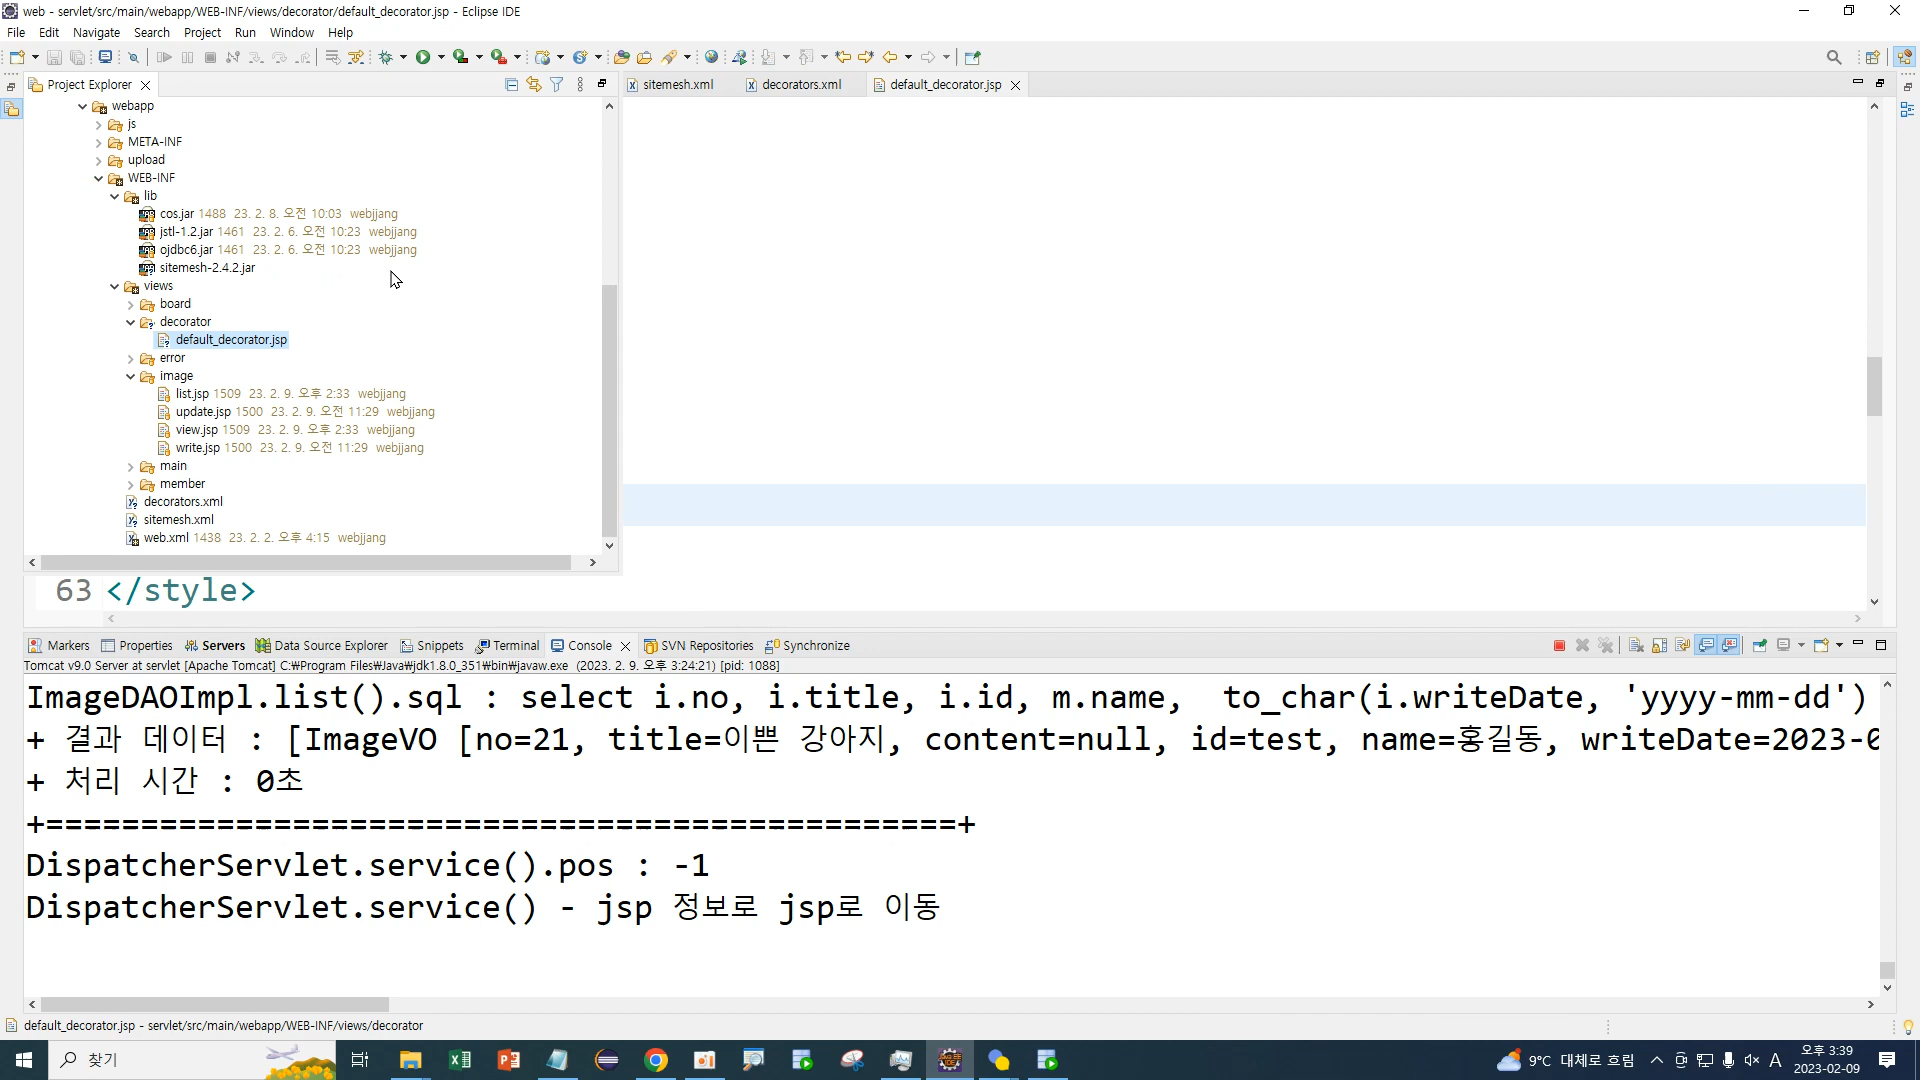 web - servlet/src/main/webapp/WEB-INF/views/decorator/default_decorator.jsp - Eclipse IDE
File Edit Navigate Search Project Run Window Help
Project Explorer
sitemesh.xml decorators.xml default_decorator.jsp
webapp
js
META-INF
upload
WEB-INF
lib
cos.jar 1488 23. 2. 8. 오전 10:03 webjjang
jstl-1.2.jar 1461 23. 2. 6. 오전 10:23 webjjang
ojdbc6.jar 1461 23. 2. 6. 오전 10:23 webjjang
sitemesh-2.4.2.jar
views
board
decorator
default_decorator.jsp
error
image
list.jsp 1509 23. 2. 9. 오후 2:33 webjjang
update.jsp 1500 23. 2. 9. 오전 11:29 webjjang
view.jsp 1509 23. 2. 9. 오후 2:33 webjjang
write.jsp 1500 23. 2. 9. 오전 11:29 webjjang
main
member
decorators.xml
sitemesh.xml
web.xml 1438 23. 2. 2. 오후 4:15 webjjang
63 </style>
Markers Properties Servers Data Source Explorer Snippets Terminal Console SVN Repositories Synchronize
Tomcat v9.0 Server at servlet [Apache Tomcat] C:₩Program Files₩Java₩jdk1.8.0_351₩bin₩javaw.exe (2023. 2. 9. 오후 3:24:21) [pid: 1088]
ImageDAOImpl.list().sql : select i.no, i.title, i.id, m.name, to_char(i.writeDate, 'yyyy-mm-dd')
+ 결과 데이터 : [ImageVO [no=21, title=이쁜 강아지, content=null, id=test, name=홍길동, writeDate=2023-0
+ 처리 시간 : 0초
+================================================+
DispatcherServlet.service().pos : -1
DispatcherServlet.service() - jsp 정보로 jsp로 이동
default_decorator.jsp - servlet/src/main/webapp/WEB-INF/views/decorator
찾기
9°C 대체로 흐림
A
오후 3:39
2023-02-09